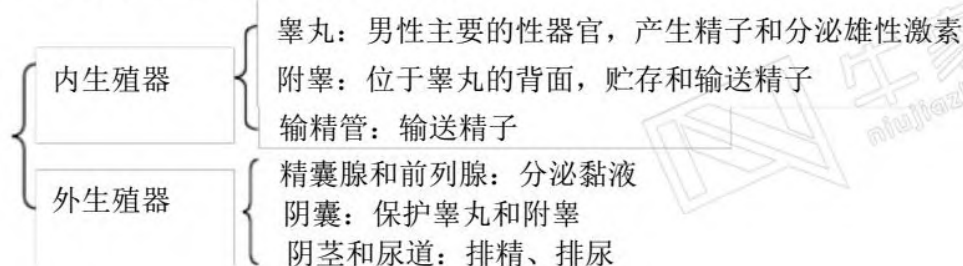 睾丸：男性主要的性器官，产生精子和分泌雄性激素
内生殖器
附睾：位于睾丸的背面，贮存和输送精子
输精管：输送精子
精囊腺和前列腺：分泌黏液
外生殖器
阴囊：保护睾丸和附睾
阴茎和尿道：排精、排尿